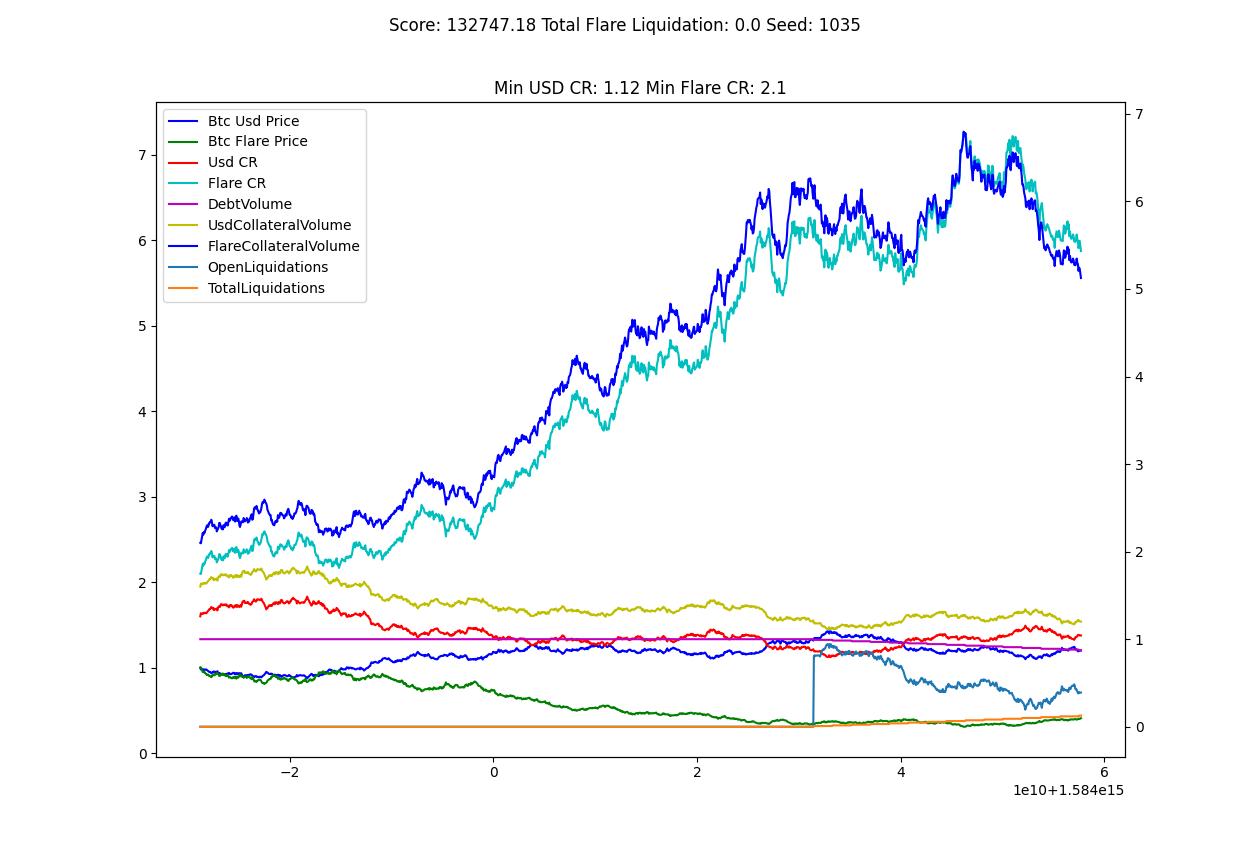 Score: 132747.18 Total Flare Liquidation: 0.0 Seed: 1035
Min USD CR: 1.12 Min Flare CR: 2.1
Btc Usd Price
Btc Flare Price
Usd CR
Flare CR
DebtVolume
UsdCollateralVolume
FlareCollateralVolume
OpenLiquidations
TotalLiquidations
7
6
5
4
3
2
1
0
7
6
5
4
3
2
1
0
−2
0
2
4
6
1e10+1.584e15